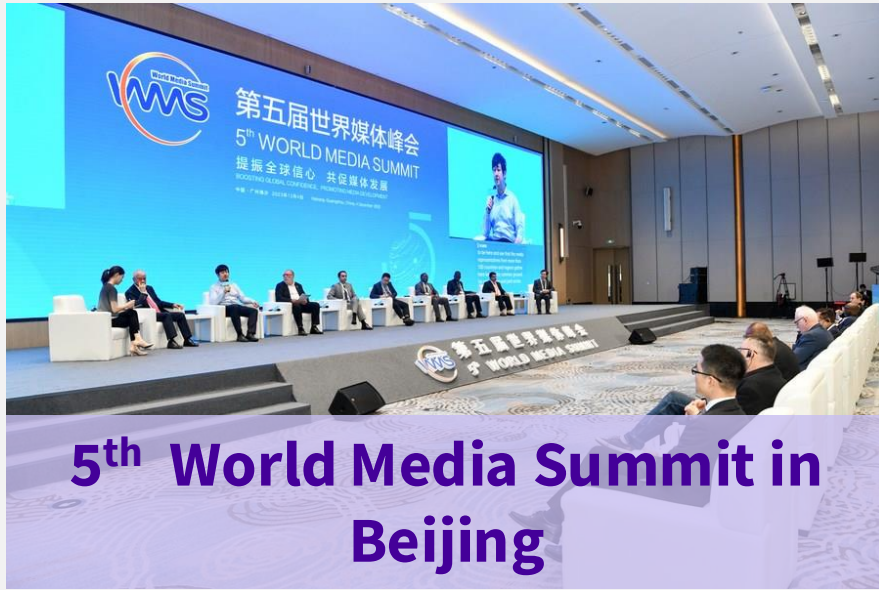 World Media Summit
WMS
第五届世界媒体峰会
5th WORLD MEDIA SUMMIT
提振全球信心 共促媒体发展
BOOSTING GLOBAL CONFIDENCE, PROMOTING MEDIA DEVELOPMENT
WMS
第五届世界媒体峰会
5th WORLD MEDIA SUMMIT
5th World Media Summit in
Beijing